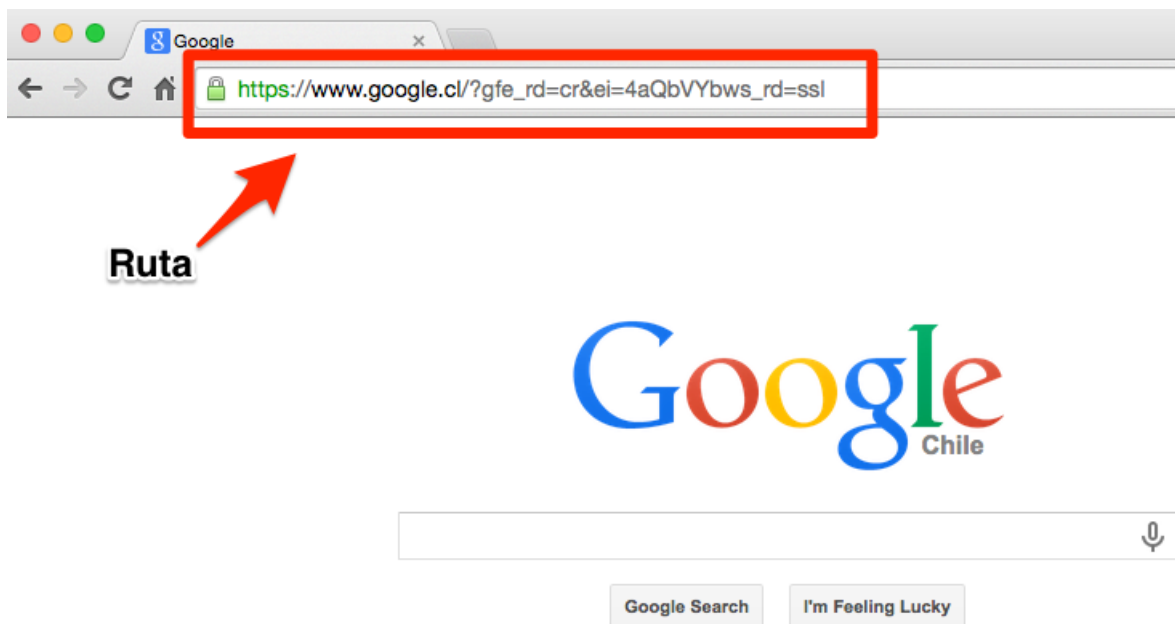 Google
https://www.google.cl/?gfe_rd=cr&ei=4aQbVYbws_rd=ssl
Ruta
Google
Chile
Google Search
I'm Feeling Lucky